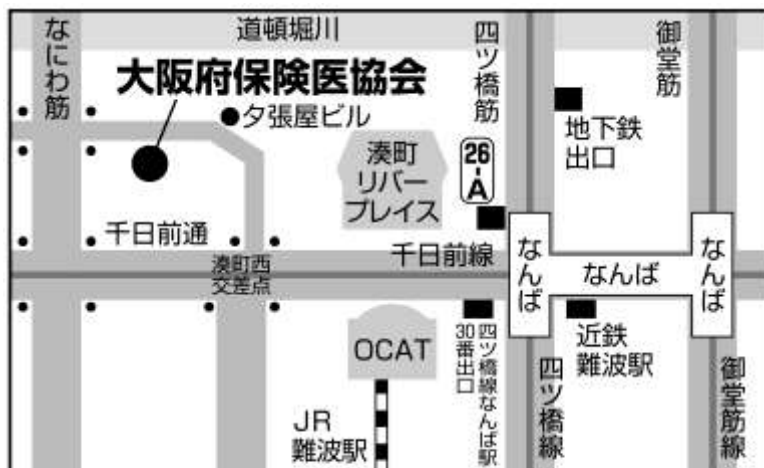 道頓堀川
なにわ筋
四ツ橋筋
御堂筋
大阪府保険医協会
夕張屋ビル
地下鉄
出口
湊町
リバー
プレイス
26-A
千日前通
千日前線
湊町西
交差点
なんば
なんば
なんば
OCAT
四ツ橋線なんば駅
30番出口
近鉄
難波駅
四ツ橋線
御堂筋線
JR
難波駅